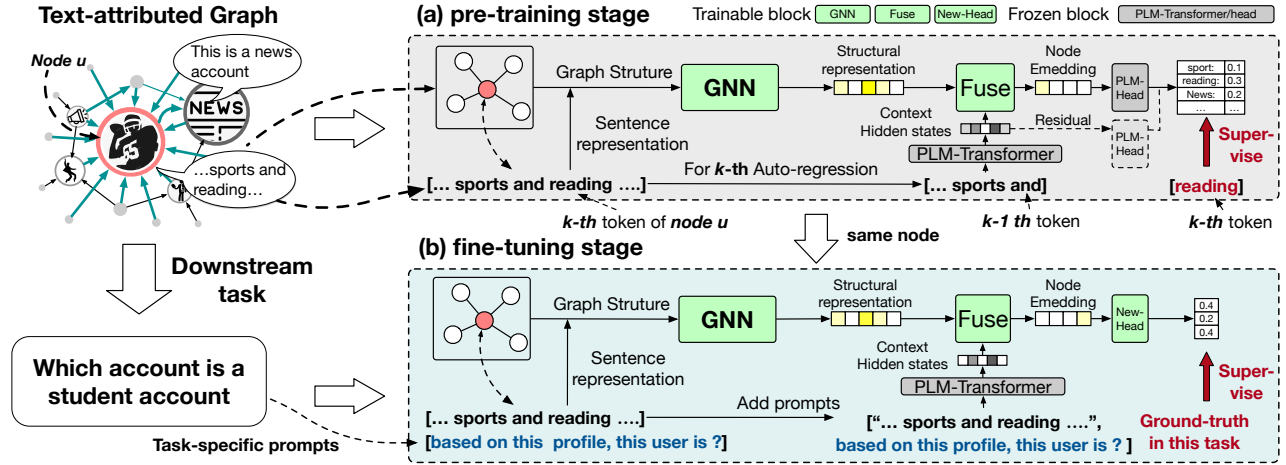 Text-attributed Graph
Node u
This is a news
account
NEWS
…sports and
reading…
Downstream
task
Which account is a
student account
Task-specific prompts
(a) pre-training stage
Trainable block
GNN
Fuse
New-Head
Frozen block
PLM-Transformer/head
Graph Struture
GNN
Structural
representation
Fuse
Node
Emedding
PLM-
Head
sport: 0.1
reading: 0.3
News: 0.2
... ...
Sentence
representation
Context
Hidden states
Residual
PLM-
Head
PLM-Transformer
Super-
vise
For k-th Auto-regression
[... sports and reading ....]
[... sports and]
[reading]
k-th token of node u
k-1 th token
k-th token
same node
(b) fine-tuning stage
Graph Struture
GNN
Structural
representation
Fuse
Node
Emedding
New-
Head
0.4
0.2
0.4
Sentence
representation
Context
Hidden states
PLM-Transformer
Super-
vise
Add prompts
[... sports and reading ....]
[based on this profile, this user is ?]
[“... sports and reading ....”,
based on this profile, this user is ? ]
Ground-truth
in this task